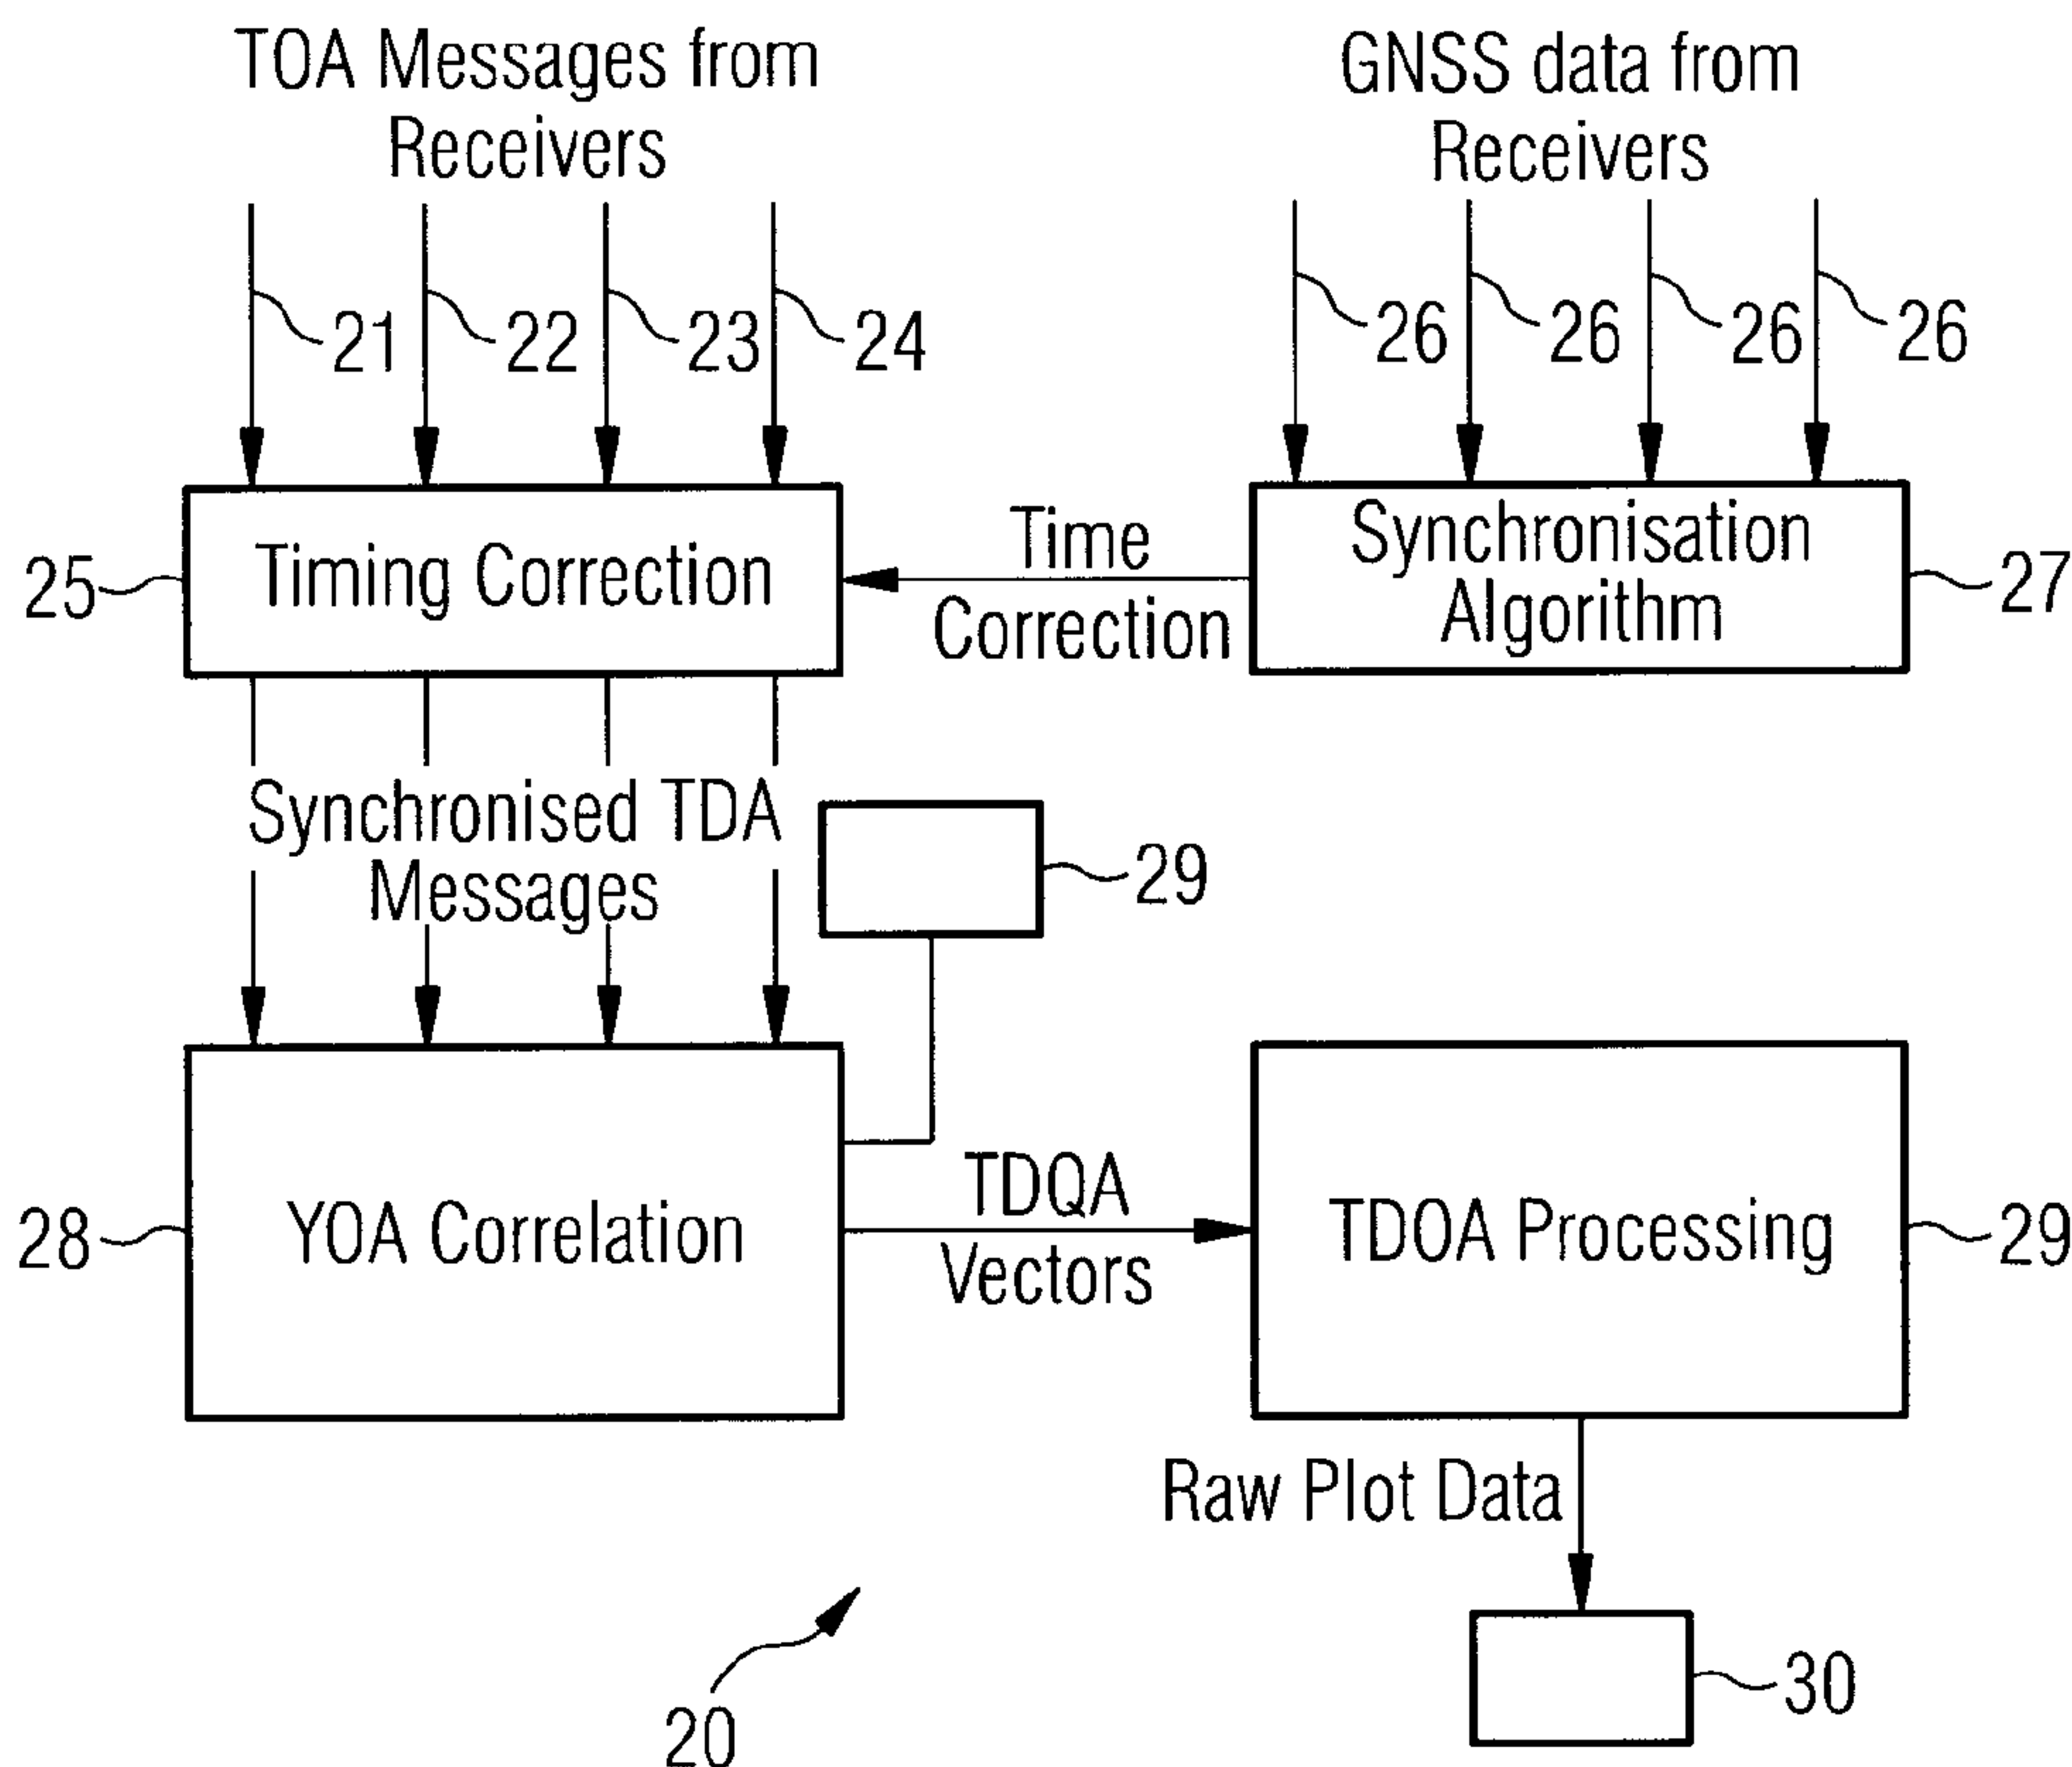 TOA Messages from
Receivers
GNSS data from
Receivers
21
22
23
24
26
26
26
26
25
Timing Correction
Time
Correction
Synchronisation
Algorithm
27
Synchronised TDA
Messages
29
28
YOA Correlation
TDQA
Vectors
TDOA Processing
29
Raw Plot Data
20
30